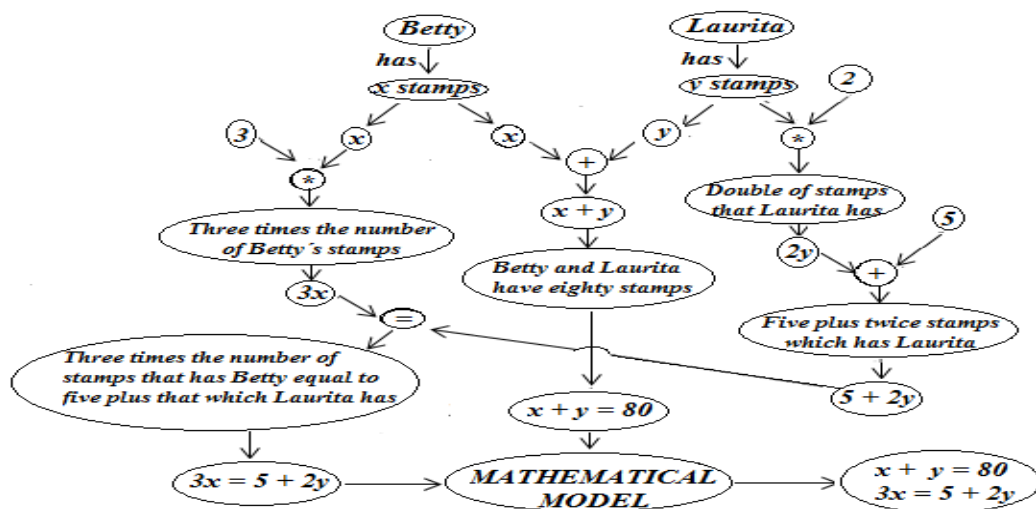 Betty
Laurita
has
has
x stamps
y stamps
2
3
x
x
y
*
+
*
Double of stamps
that Laurita has
x + y
Three times the number
of Betty´s stamps
5
2y
+
Betty and Laurita
have eighty stamps
3x
=
Five plus twice stamps
which has Laurita
Three times the number of
stamps that has Betty equal to
five plus that which Laurita has
5 + 2y
x + y = 80
3x = 5 + 2y
MATHEMATICAL
MODEL
x + y = 80
3x = 5 + 2y